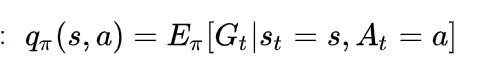 : qπ(s, a) = Eπ[Gt|st = s, At = a]